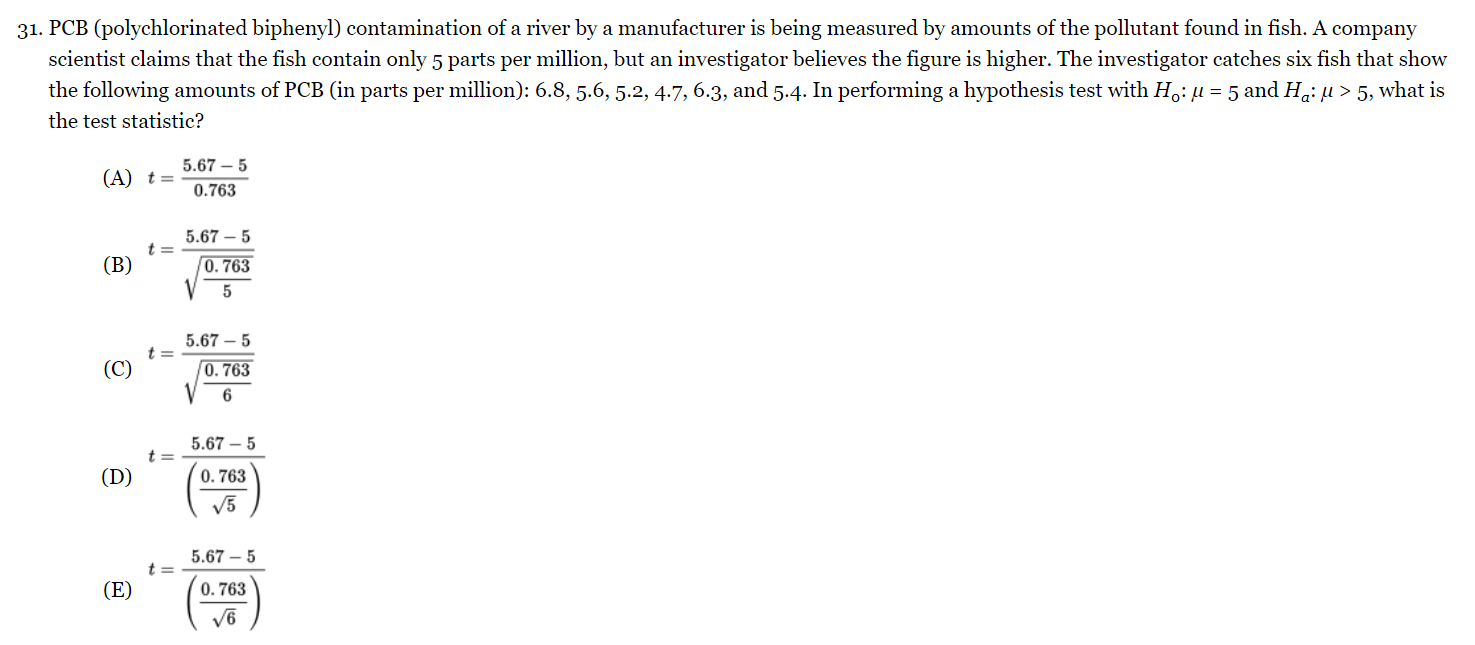 31. PCB (polychlorinated biphenyl) contamination of a river by a manufacturer is being measured by amounts of the pollutant found in fish. A company
scientist claims that the fish contain only 5 parts per million, but an investigator believes the figure is higher. The investigator catches six fish that show
the following amounts of PCB (in parts per million): 6.8, 5.6, 5.2, 4.7, 6.3, and 5.4. In performing a hypothesis test with H₀: μ = 5 and Hₐ: μ > 5, what is
the test statistic?
(A) t = (5.67 – 5) / 0.763
(B) t = (5.67 – 5) / √(0.763 / 5)
(C) t = (5.67 – 5) / √(0.763 / 6)
(D) t = (5.67 – 5) / (0.763 / √5)
(E) t = (5.67 – 5) / (0.763 / √6)